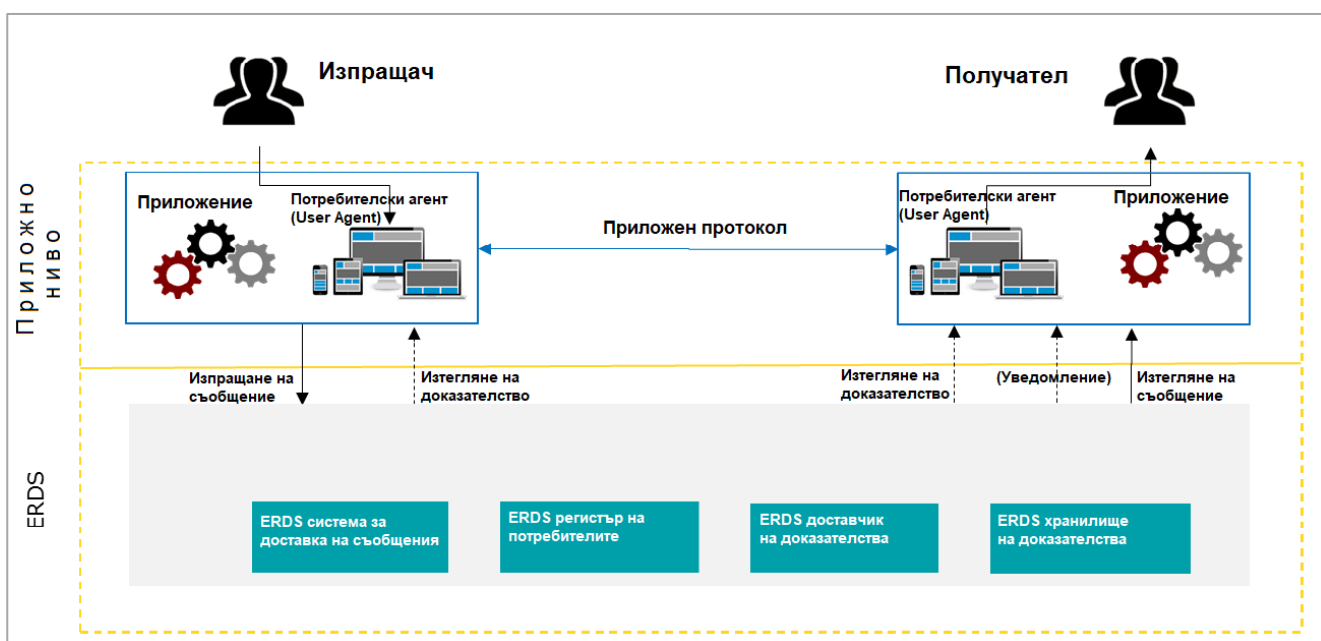 Изпращач
Получател
Приложно
ниво
Приложение
Потребителски агент
(User Agent)
Приложен протокол
Потребителски агент
(User Agent)
Приложение
Изпращане на
съобщение
Изтегляне на
доказателство
Изтегляне на
доказателство
(Уведомление)
Изтегляне на
съобщение
ERDS
ERDS система за
доставка на съобщения
ERDS регистър на
потребителите
ERDS доставчик
на доказателства
ERDS хранилище
на доказателства